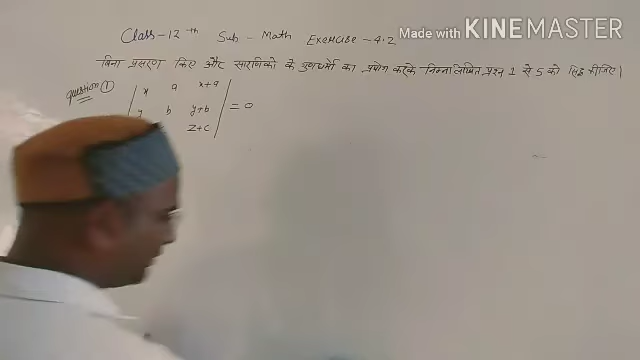 Made with KINEMASTER
Class-12th Sub - Math Exercise-4.2
बिना प्रसरण किए और सारणिकों के गुणधर्मो का प्रयोग करके निम्नलिखित प्रश्न 1 से 5 को सिद्ध कीजिए।
question ①
x a x+a
y b y+b = 0
z+c